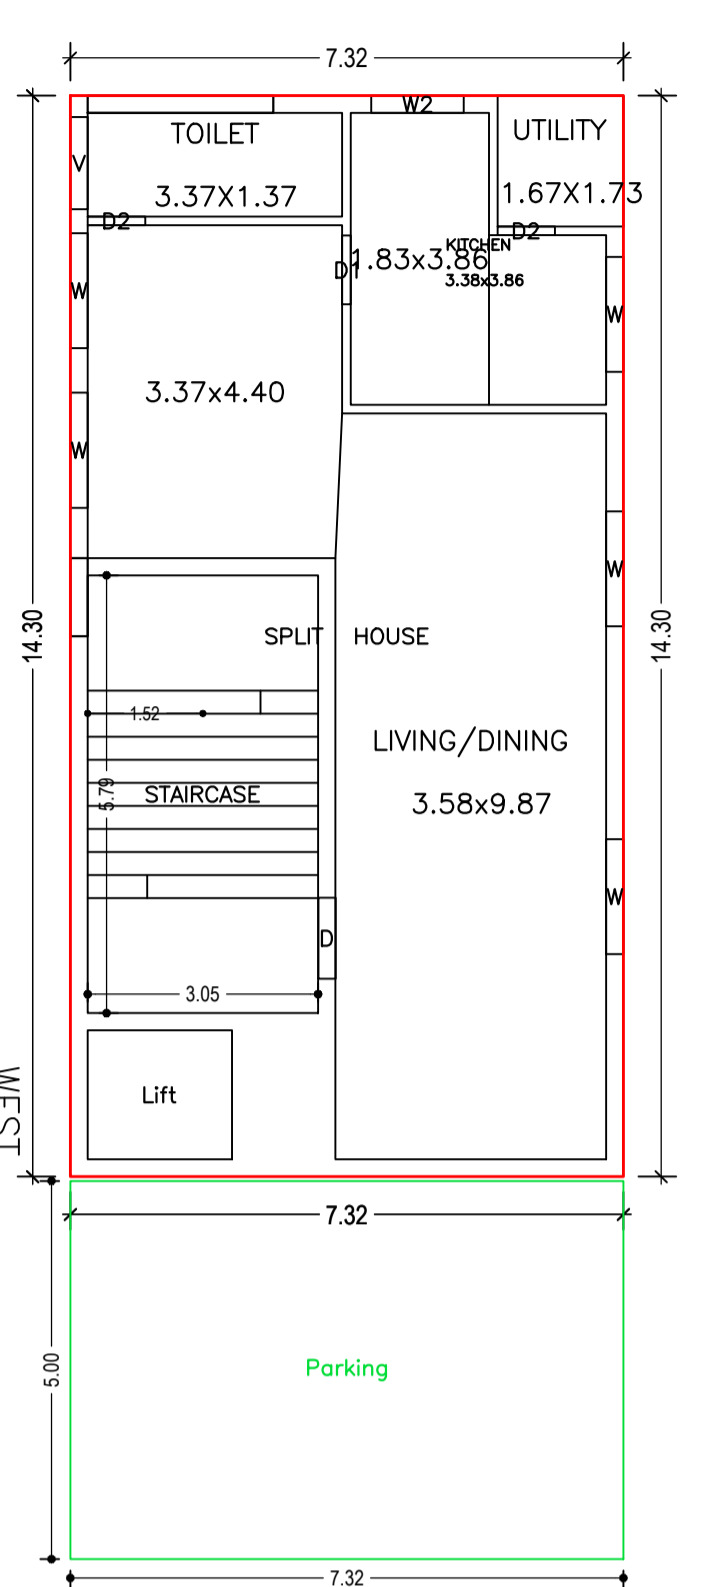 7.32
W2
TOILET
UTILITY
V
3.37X1.37
1.67X1.73
D2
D2
KITCHEN
1.83x3.86
D1
3.38x3.86
W
W
3.37x4.40
W
W
SPLIT HOUSE
14.30
14.30
1.52
LIVING/DINING
5.79
STAIRCASE
3.58x9.87
W
D
3.05
Lift
WEST
7.32
Parking
5.00
7.32